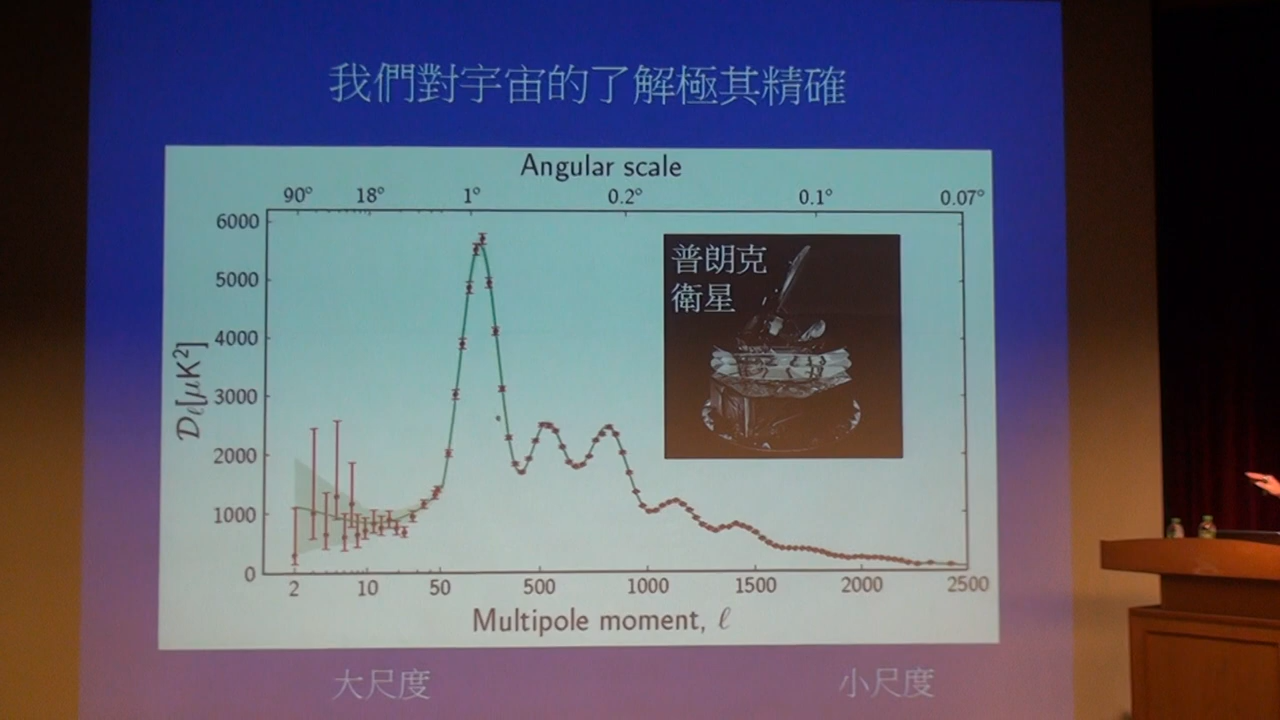 我們對宇宙的了解極其精確
Angular scale
90° 18° 1° 0.2° 0.1° 0.07°
普朗克
衛星
6000
5000
4000
3000
2000
1000
0
𝒟ℓ[μK²]
2 10 50 500 1000 1500 2000 2500
Multipole moment, ℓ
大尺度 小尺度